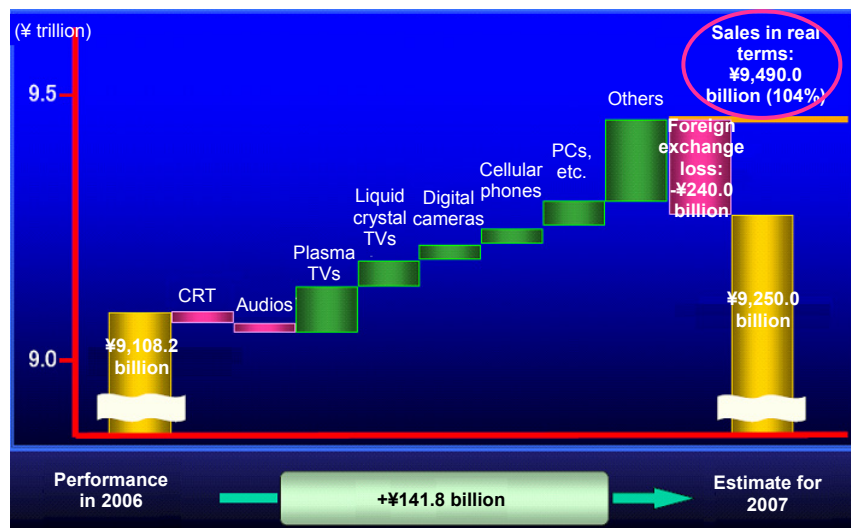 (¥ trillion)
9.5
9.0
¥9,108.2
billion
CRT
Audios
Plasma
TVs
Liquid
crystal
TVs
Digital
cameras
Cellular
phones
PCs,
etc.
Others
Foreign
exchange
loss:
-¥240.0
billion
Sales in real
terms:
¥9,490.0
billion (104%)
¥9,250.0
billion
Performance
in 2006
+¥141.8 billion
Estimate for
2007